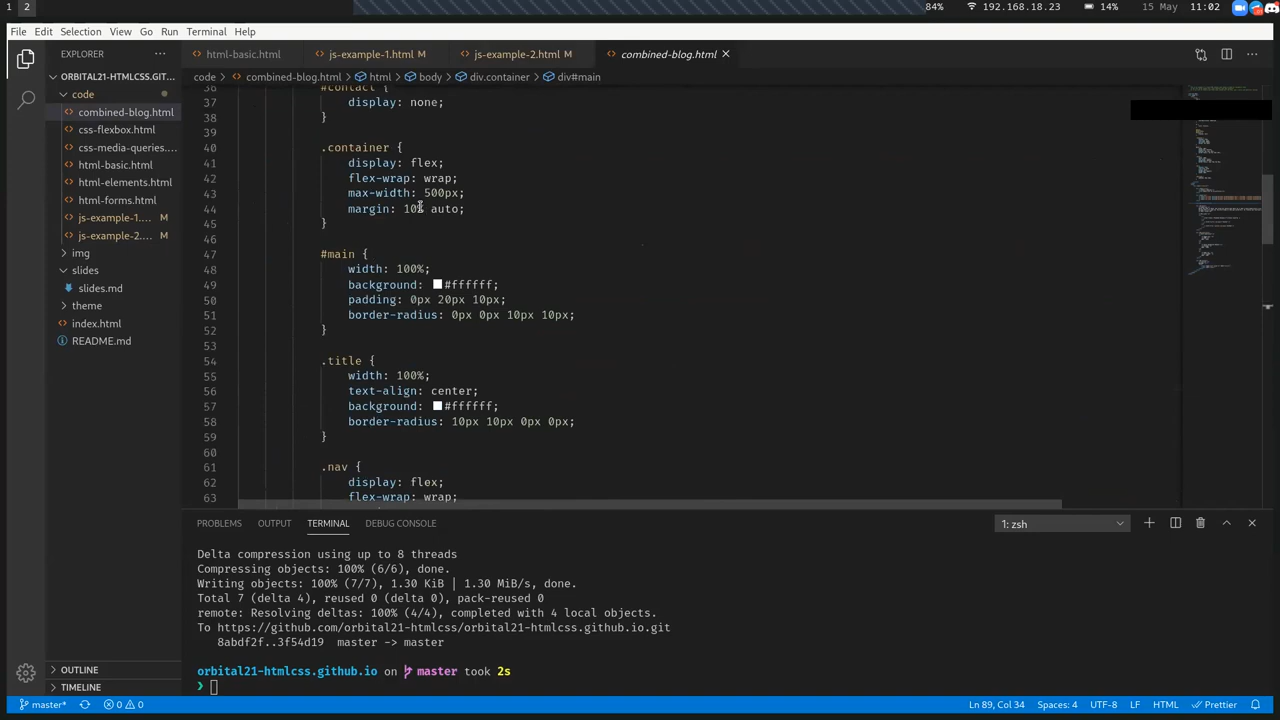 1 2 84% 192.168.18.23 14% 15 May 11:02
File Edit Selection View Go Run Terminal
EXPLORER ··· html-basic.html js-example-1.html M js-example-2.html M combined-blog.html
ORBITAL21-HTMLCSS.GIT... code > combined-blog.html > html > body > div.container > div#main
code
combined-blog.html
css-flexbox.html
css-media-queries....
html-basic.html
html-elements.html
html-forms.html
js-example-1.... M
js-example-2.... M
img
slides
slides.md
theme
index.html
README.md
OUTLINE
TIMELINE
36 #contact {
37 display: none;
38 }
39
40 .container {
41 display: flex;
42 flex-wrap: wrap;
43 max-width: 500px;
44 margin: 10% auto;
45 }
46
47 #main {
48 width: 100%;
49 background: #ffffff;
50 padding: 0px 20px 10px;
51 border-radius: 0px 0px 10px 10px;
52 }
53
54 .title {
55 width: 100%;
56 text-align: center;
57 background: #ffffff;
58 border-radius: 10px 10px 0px 0px;
59 }
60
61 .nav {
62 display: flex;
63 flex-wrap: wrap;
PROBLEMS OUTPUT TERMINAL DEBUG CONSOLE 1: zsh
Delta compression using up to 8 threads
Compressing objects: 100% (6/6), done.
Writing objects: 100% (7/7), 1.30 KiB | 1.30 MiB/s, done.
Total 7 (delta 4), reused 0 (delta 0), pack-reused 0
remote: Resolving deltas: 100% (4/4), completed with 4 local objects.
To https://github.com/orbital21-htmlcss/orbital21-htmlcss.github.io.git
8abdf2f..3f54d19 master -> master
orbital21-htmlcss.github.io on master took 2s
❯
master* 0 0 Ln 89, Col 34 Spaces: 4 UTF-8 LF HTML Prettier